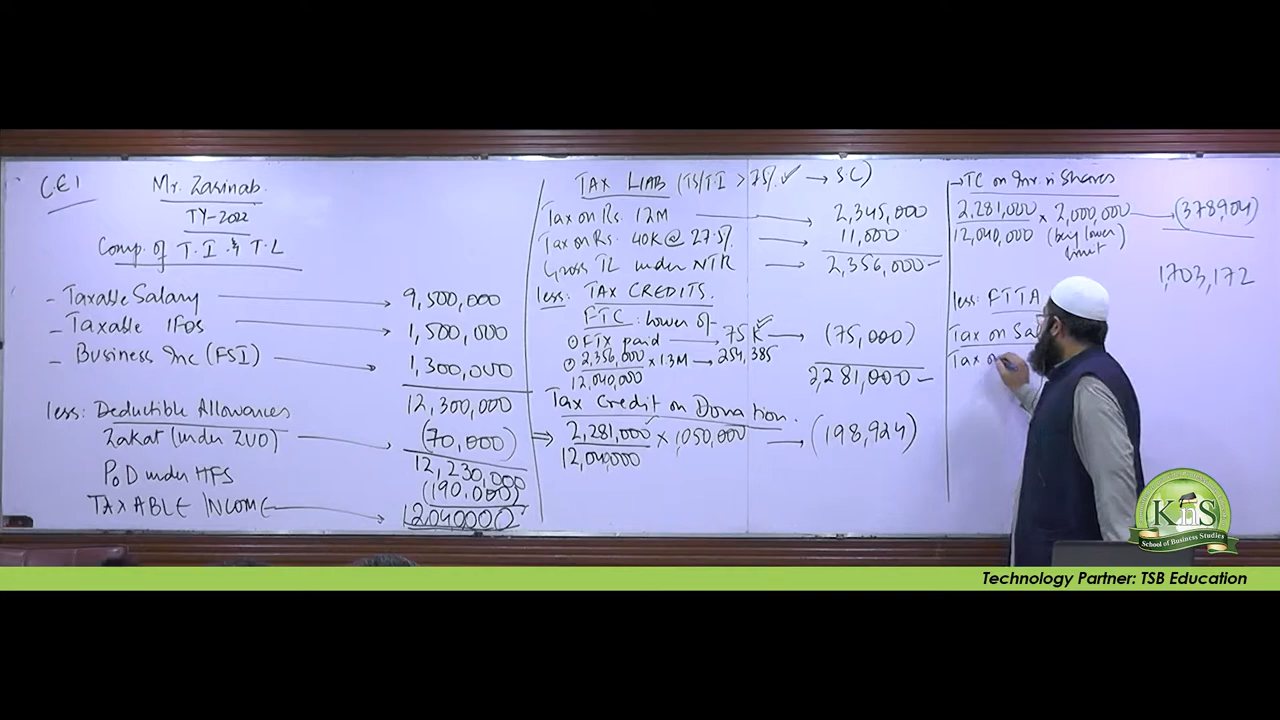 C.E 1
Mr. Zarinab.
TY-2022
Comp. of T.I & T.L
- Taxable Salary 9,500,000
- Taxable IFOS 1,500,000
- Business Inc (FSI) 1,300,000
12,300,000
less: Deductible Allowances
Zakat (under ZUO) (70,000)
12,230,000
PoD under HFS (190,000)
TAXABLE INCOME 12,040,000
TAX LIAB (TS/T.I > 75% ✓ → SC)
Tax on Rs. 12M → 2,345,000
Tax on Rs. 40K @ 27.5% → 11,000
Gross TL under NTR → 2,356,000
less: TAX CREDITS.
FTC: lower of
① FTX paid → 75K ✓ → (75,000)
② 2,356,000 × 1.3M → 254,385
12,040,000
2,281,000
Tax Credit on Donation.
⇒ 2,281,000 × 1,050,000 → (198,924)
12,040,000
→ TC on Inv. in Shares
2,281,000 × 2,000,000 → (378,904)
12,040,000 (being lower)
limit
1,703,172
less: FTTA
Tax on Sa
Tax o
KnS
School of Business Studies
Technology Partner: TSB Education